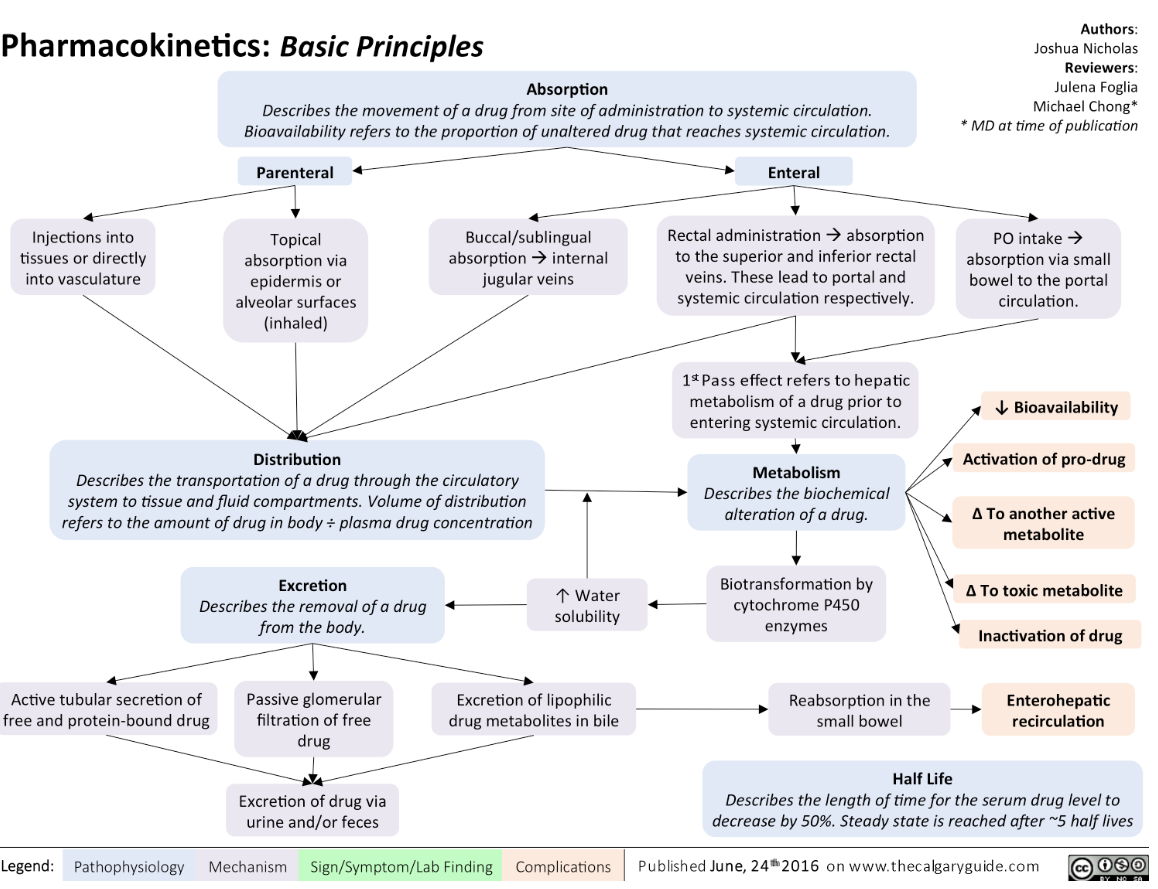 Pharmacokinetics: Basic Principles
Authors:
Joshua Nicholas
Reviewers:
Julena Foglia
Michael Chong*
* MD at time of publication
Absorption
Describes the movement of a drug from site of administration to systemic circulation.
Bioavailability refers to the proportion of unaltered drug that reaches systemic circulation.
Parenteral
Enteral
Injections into
tissues or directly
into vasculature
Topical
absorption via
epidermis or
alveolar surfaces
(inhaled)
Buccal/sublingual
absorption → internal
jugular veins
Rectal administration → absorption
to the superior and inferior rectal
veins. These lead to portal and
systemic circulation respectively.
PO intake →
absorption via small
bowel to the portal
circulation.
1st Pass effect refers to hepatic
metabolism of a drug prior to
entering systemic circulation.
Distribution
Describes the transportation of a drug through the circulatory
system to tissue and fluid compartments. Volume of distribution
refers to the amount of drug in body ÷ plasma drug concentration
Metabolism
Describes the biochemical
alteration of a drug.
↓ Bioavailability
Activation of pro-drug
Δ To another active
metabolite
Δ To toxic metabolite
Inactivation of drug
Excretion
Describes the removal of a drug
from the body.
↑ Water
solubility
Biotransformation by
cytochrome P450
enzymes
Active tubular secretion of
free and protein-bound drug
Passive glomerular
filtration of free
drug
Excretion of lipophilic
drug metabolites in bile
Reabsorption in the
small bowel
Enterohepatic
recirculation
Excretion of drug via
urine and/or feces
Half Life
Describes the length of time for the serum drug level to
decrease by 50%. Steady state is reached after ~5 half lives
Legend: Pathophysiology Mechanism Sign/Symptom/Lab Finding Complications Published June, 24th 2016 on www.thecalgaryguide.com
cc
BY NC SA